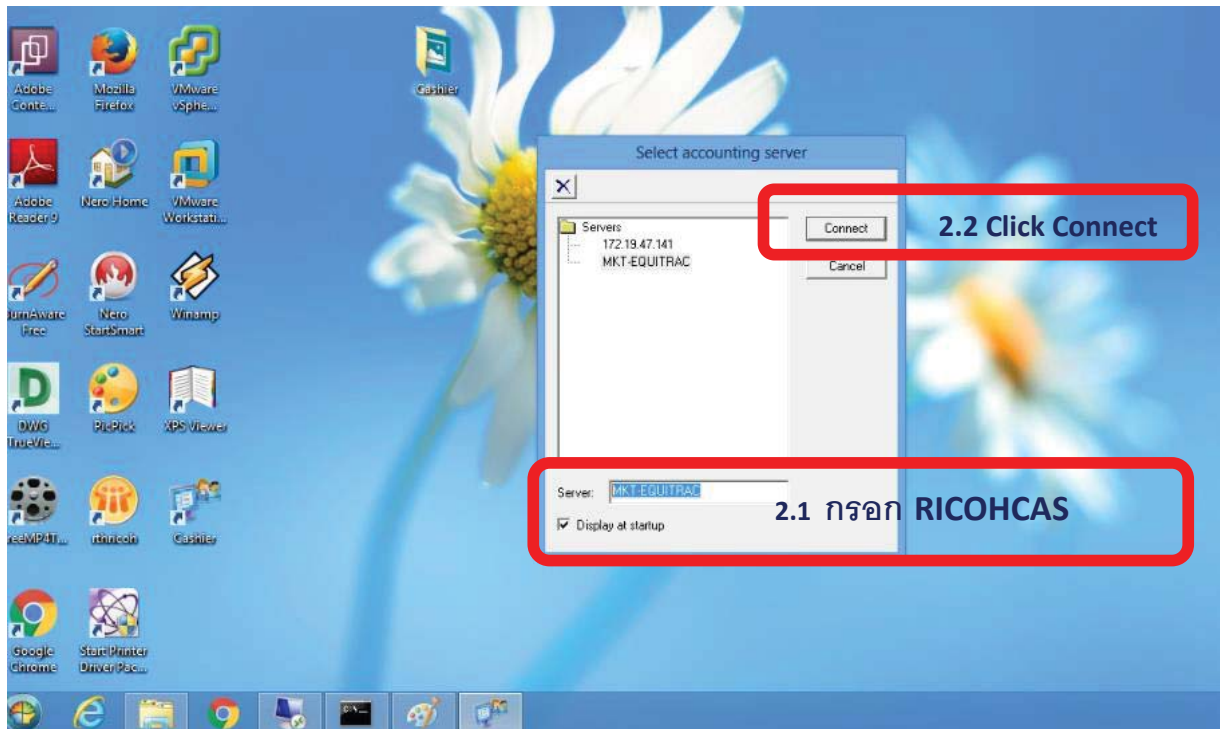 Adobe
Conte...
Mozilla
Firefox
VMware
vSphe...
Cashier
Adobe
Reader 9
Nero Home
VMware
Workstati...
Free
Nero
StartSmart
Winamp
DWG
TrueVie...
PicPick
XPS Viewer
Cashier
Google
Chrome
Start Printer
Driver Pac...
Select accounting server
Servers
172.19.47.141
MKT-EQUITRAC
Connect
Cancel
2.2 Click Connect
Server: MKT-EQUITRAC
Display at startup
2.1 กรอก RICOHCAS